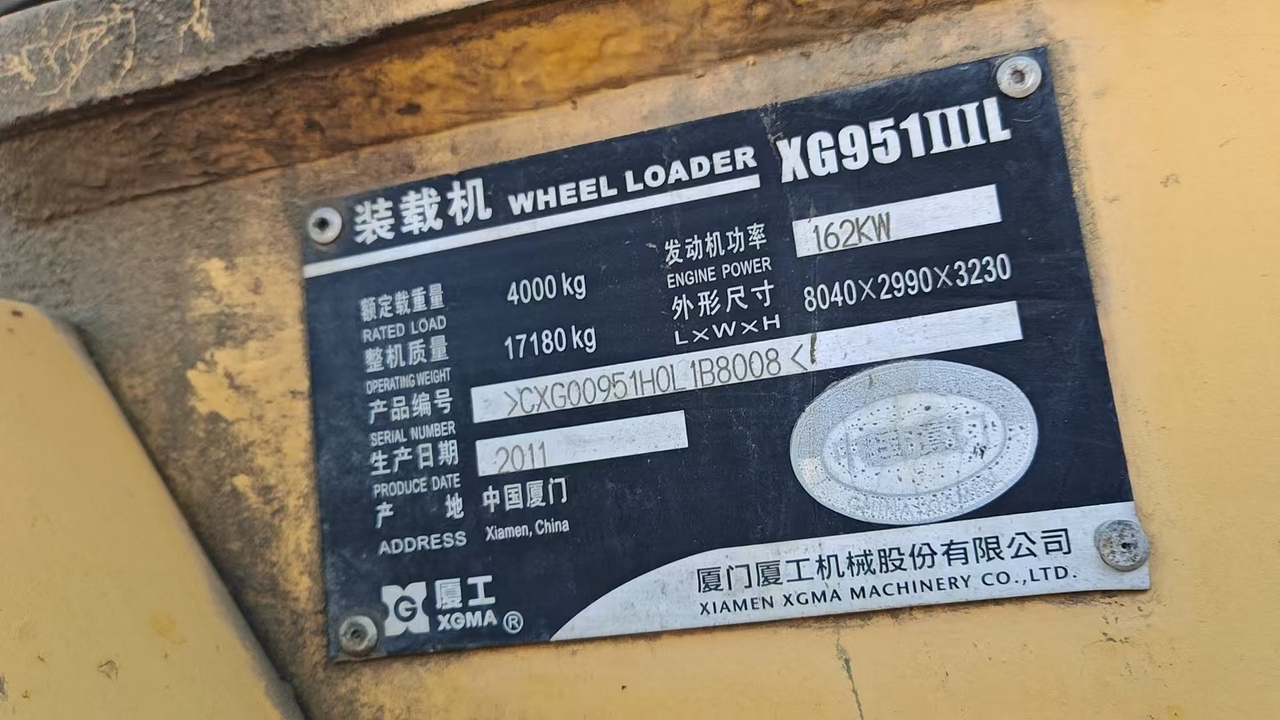 装载机 WHEEL LOADER XG951IIIL
额定载重量 4000 kg
RATED LOAD
发动机功率 162KW
ENGINE POWER
整机质量 17180 kg
OPERATING WEIGHT
外形尺寸 8040×2990×3230
L×W×H
产品编号 >CXG00951H0L1B8008<
SERIAL NUMBER
生产日期 2011
PRODUCE DATE
产 地 中国厦门
ADDRESS Xiamen, China
厦工
XGMA ®
厦门厦工机械股份有限公司
XIAMEN XGMA MACHINERY CO.,LTD.